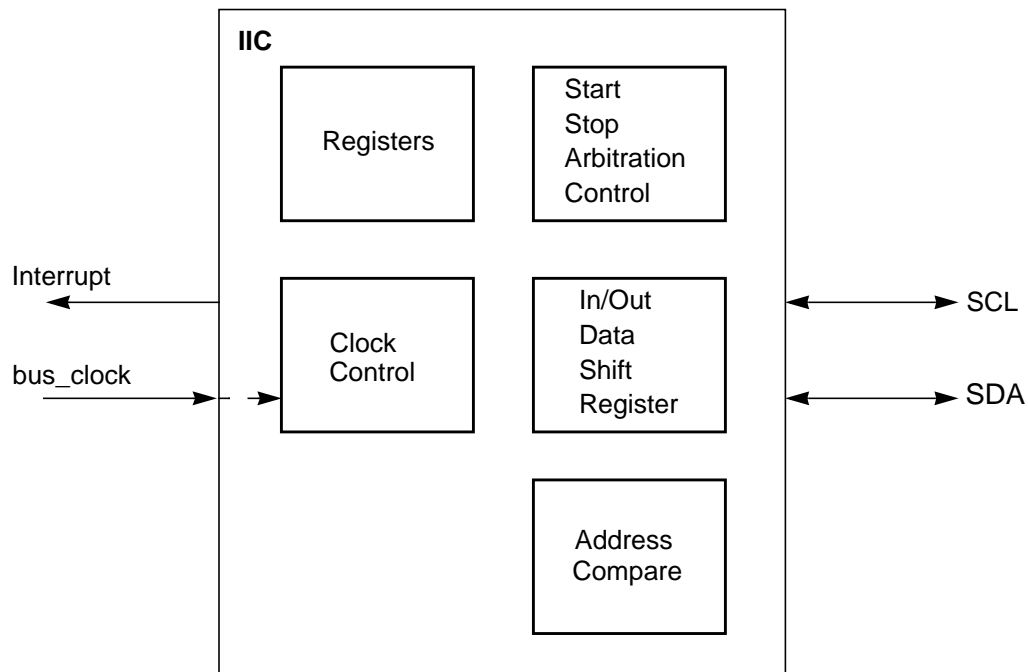 IIC
Registers
Start
Stop
Arbitration
Control
Interrupt
bus_clock
Clock
Control
In/Out
Data
Shift
Register
SCL
SDA
Address
Compare